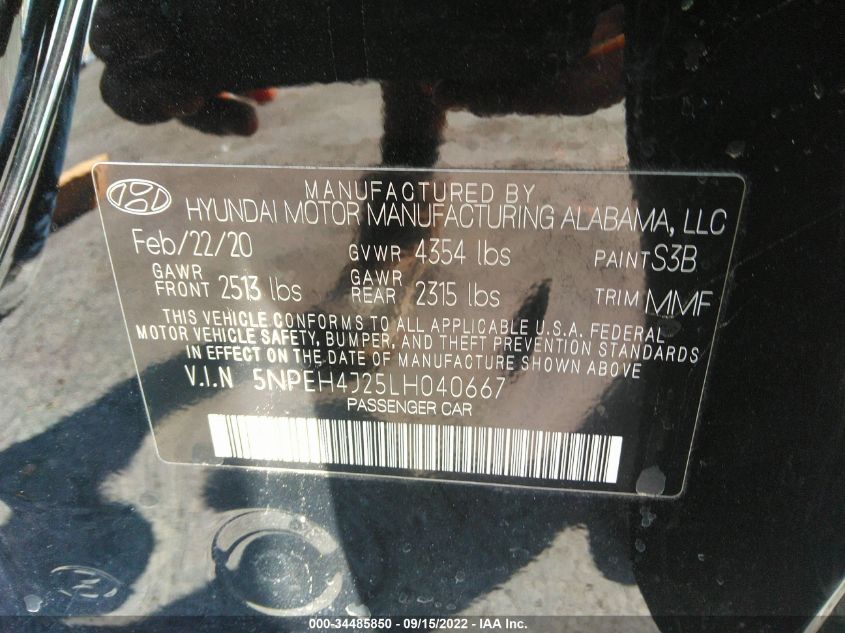 MANUFACTURED BY
HYUNDAI MOTOR MANUFACTURING ALABAMA, LLC
Feb/22/20 GVWR 4354 lbs PAINT S3B
GAWR FRONT 2513 lbs GAWR REAR 2315 lbs TRIM MMF
THIS VEHICLE CONFORMS TO ALL APPLICABLE U.S.A. FEDERAL
MOTOR VEHICLE SAFETY, BUMPER, AND THEFT PREVENTION STANDARDS
IN EFFECT ON THE DATE OF MANUFACTURE SHOWN ABOVE
V.I.N 5NPEH4J25LH040667
PASSENGER CAR
000-34485850 - 09/15/2022 - IAA Inc.